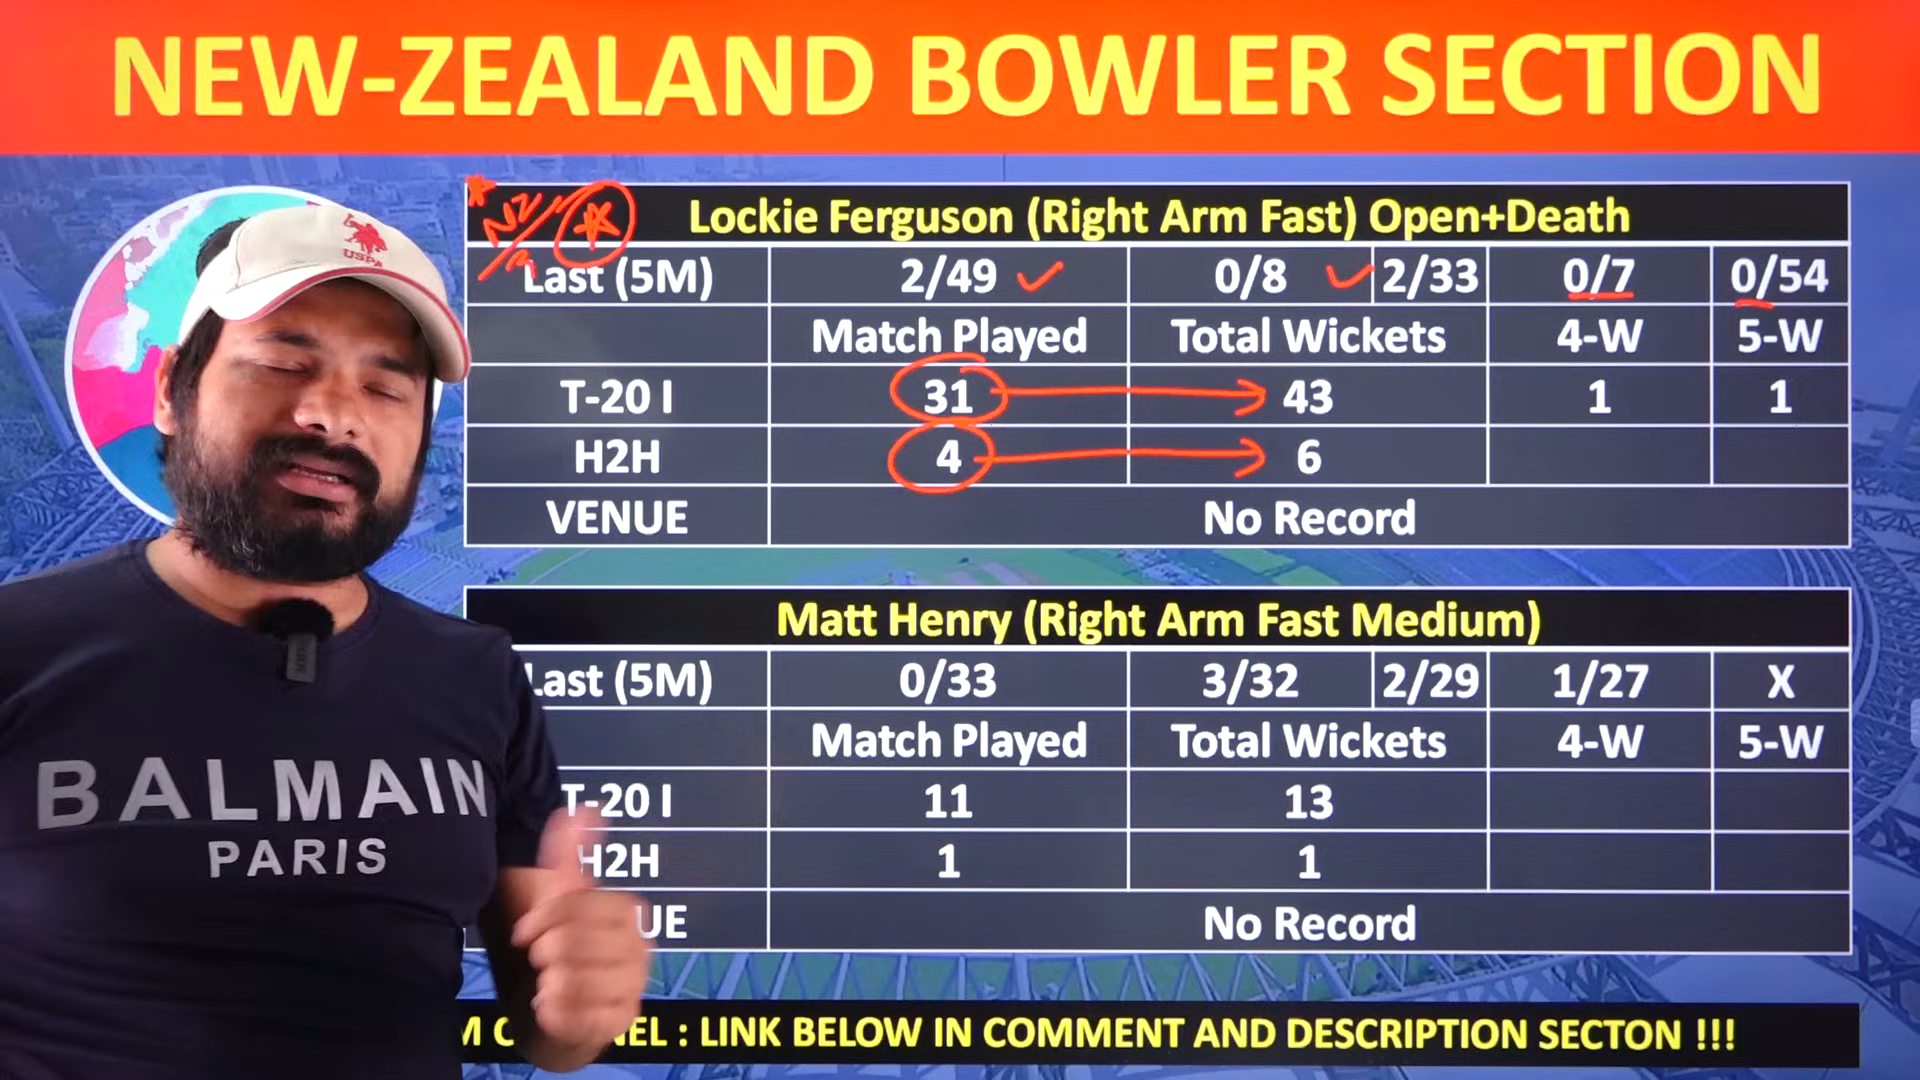 NEW-ZEALAND BOWLER SECTION
NZ
Lockie Ferguson (Right Arm Fast) Open+Death
Last (5M) 2/49 0/8 2/33 0/7 0/54
Match Played Total Wickets 4-W 5-W
T-20 I 31 43 1 1
H2H 4 6
VENUE No Record
Matt Henry (Right Arm Fast Medium)
Last (5M) 0/33 3/32 2/29 1/27 X
Match Played Total Wickets 4-W 5-W
T-20 I 11 13
H2H 1 1
UE No Record
NEL : LINK BELOW IN COMMENT AND DESCRIPTION SECTON !!!
USPA
BALMAIN
PARIS